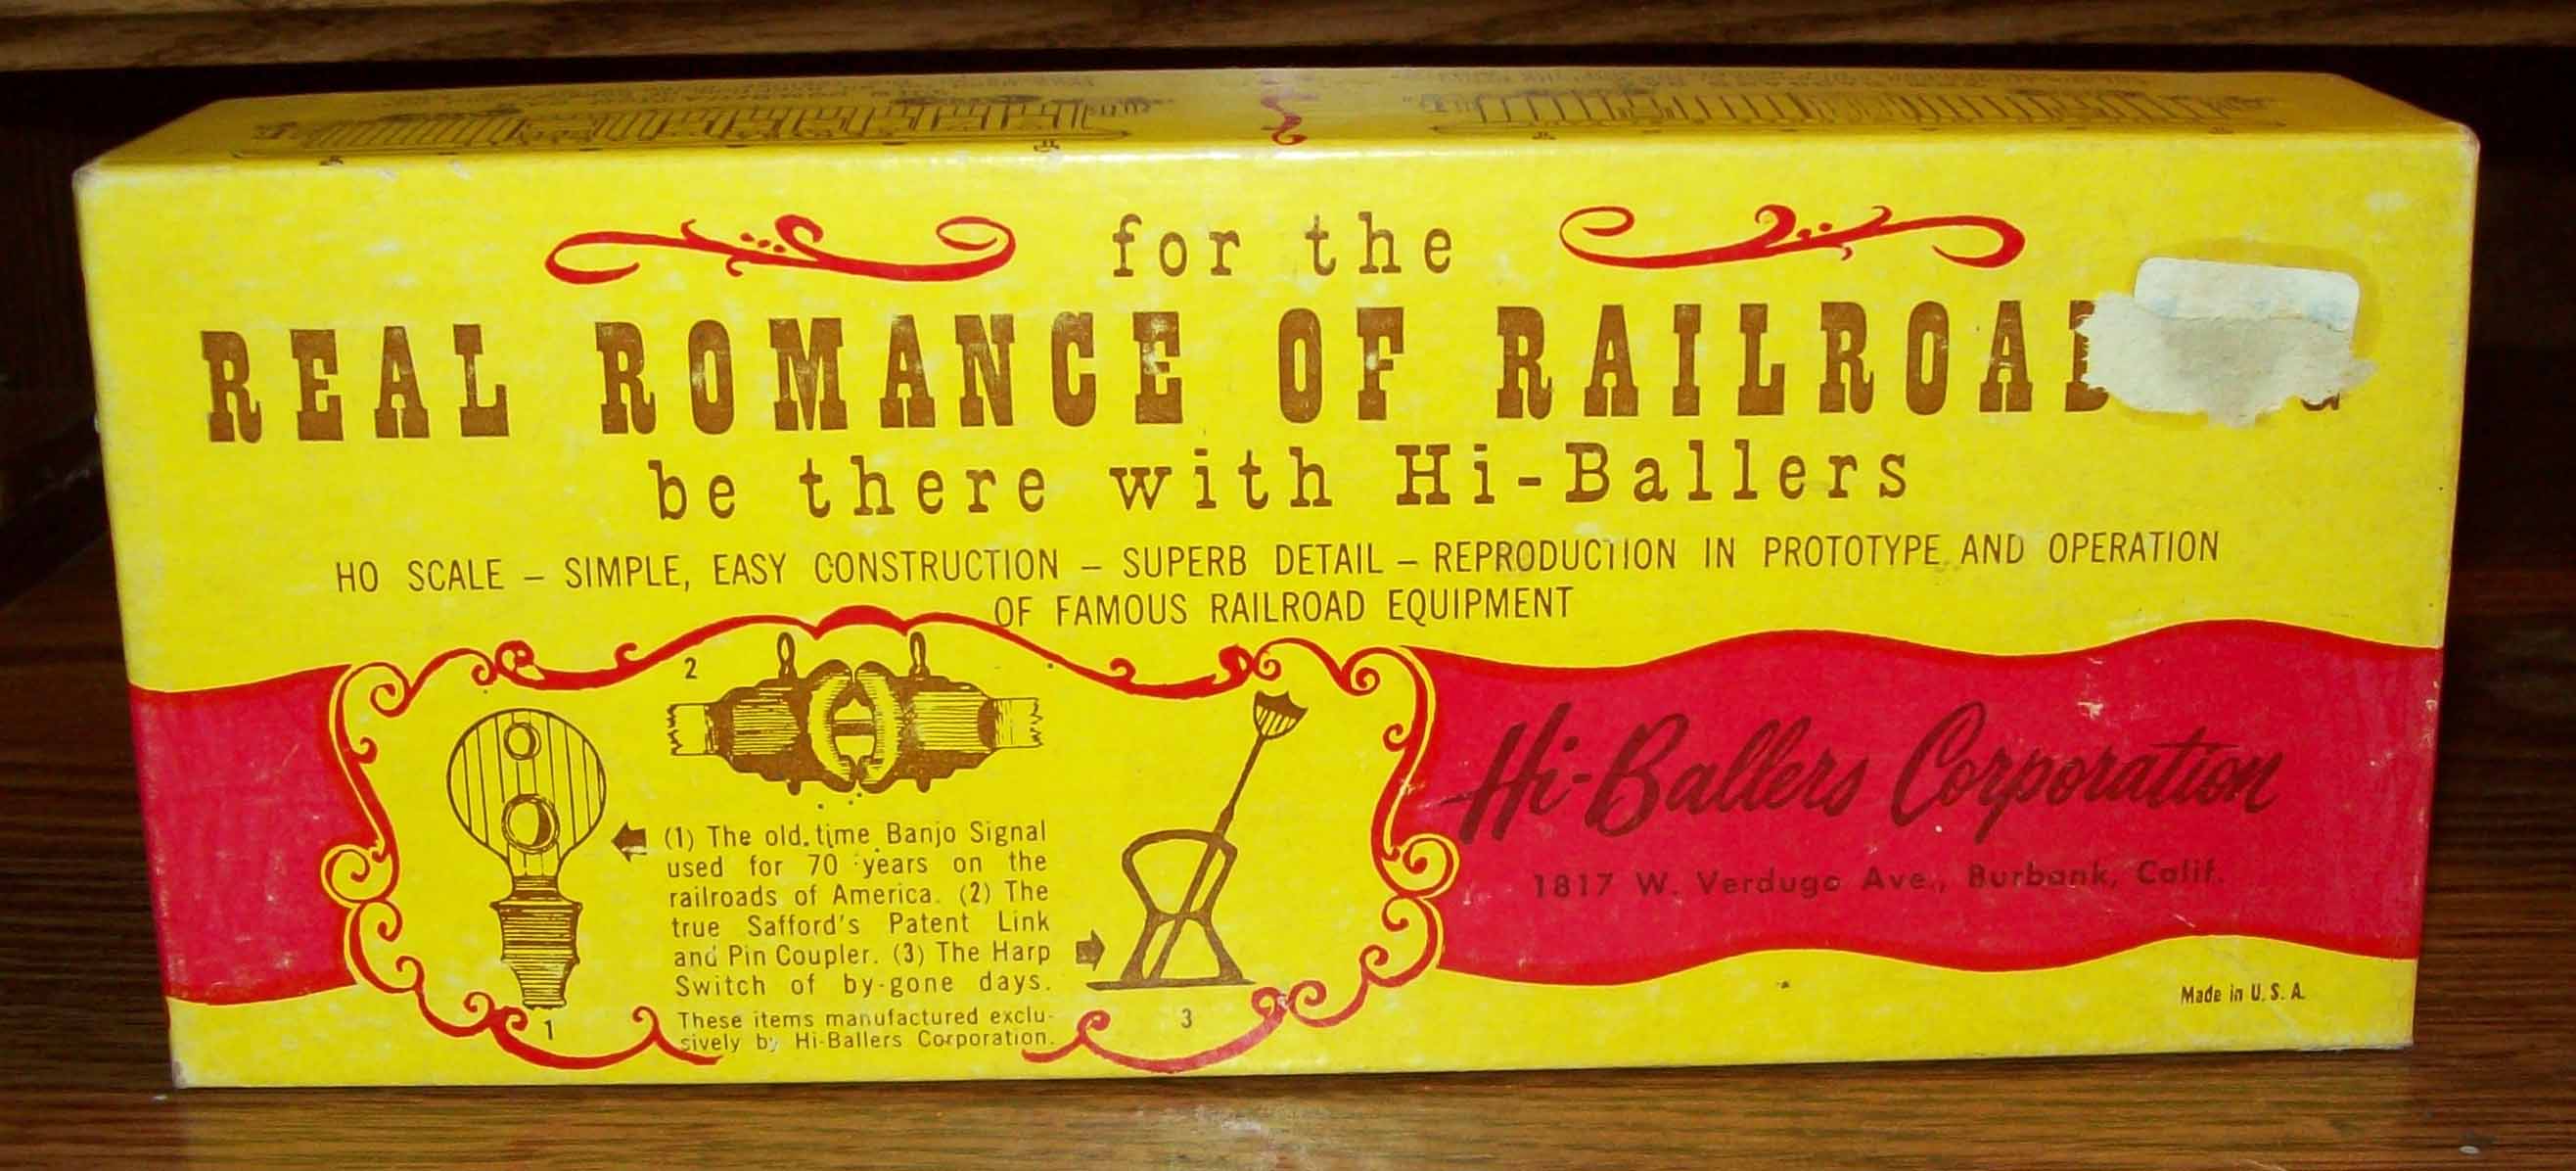 for the
REAL ROMANCE OF RAILROAD
be there with Hi-Ballers
HO SCALE – SIMPLE, EASY CONSTRUCTION – SUPERB DETAIL – REPRODUCTION IN PROTOTYPE AND OPERATION
OF FAMOUS RAILROAD EQUIPMENT
2
(1) The old time Banjo Signal
used for 70 years on the
railroads of America. (2) The
true Safford's Patent Link
and Pin Coupler. (3) The Harp
Switch of by-gone days.
These items manufactured exclu-
sively by Hi-Ballers Corporation.
1
3
Hi-Ballers Corporation
1817 W. Verdugo Ave., Burbank, Calif.
Made in U.S.A.